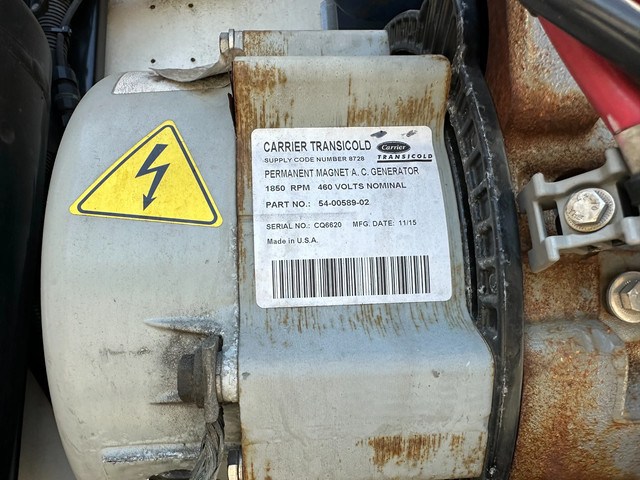 CARRIER TRANSICOLD
Carrier
TRANSICOLD
SUPPLY CODE NUMBER 8728
PERMANENT MAGNET A. C. GENERATOR
1850 RPM 460 VOLTS NOMINAL
PART NO.: 54-00589-02
SERIAL NO.: CQ6620 MFG. DATE: 11/15
Made in U.S.A.